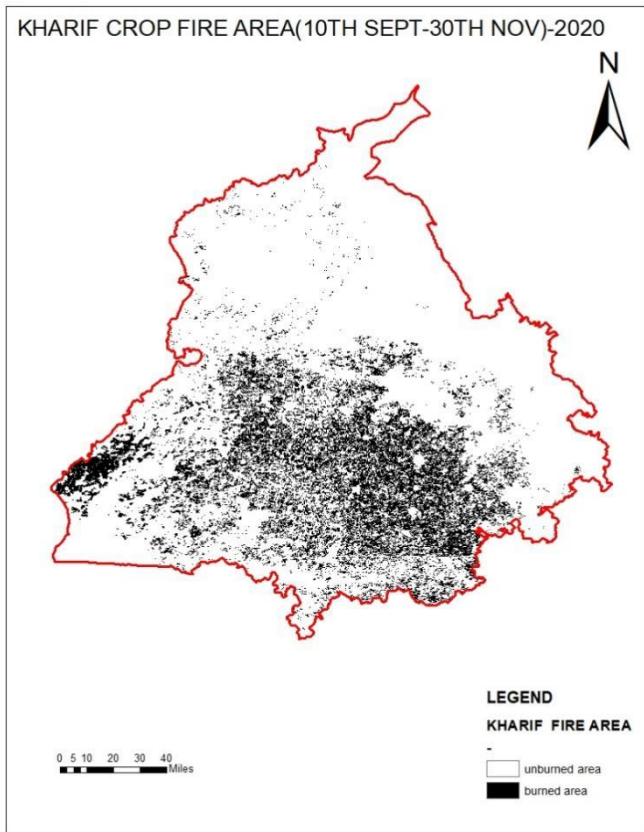 KHARIF CROP FIRE AREA(10TH SEPT-30TH NOV)-2020
N
LEGEND
KHARIF FIRE AREA
-
unburned area
burned area
0 5 10 20 30 40
Miles